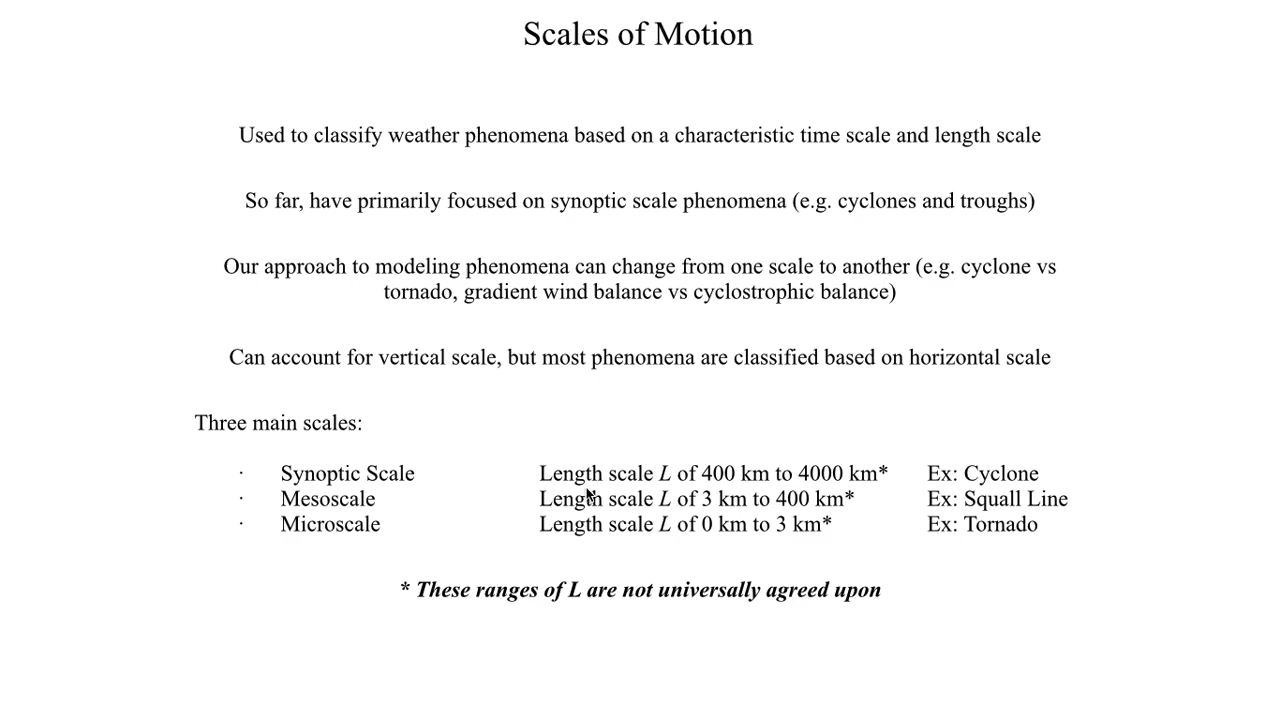 Scales of Motion
Used to classify weather phenomena based on a characteristic time scale and length scale
So far, have primarily focused on synoptic scale phenomena (e.g. cyclones and troughs)
Our approach to modeling phenomena can change from one scale to another (e.g. cyclone vs
tornado, gradient wind balance vs cyclostrophic balance)
Can account for vertical scale, but most phenomena are classified based on horizontal scale
Three main scales:
· Synoptic Scale Length scale L of 400 km to 4000 km* Ex: Cyclone
· Mesoscale Length scale L of 3 km to 400 km* Ex: Squall Line
· Microscale Length scale L of 0 km to 3 km* Ex: Tornado
* These ranges of L are not universally agreed upon